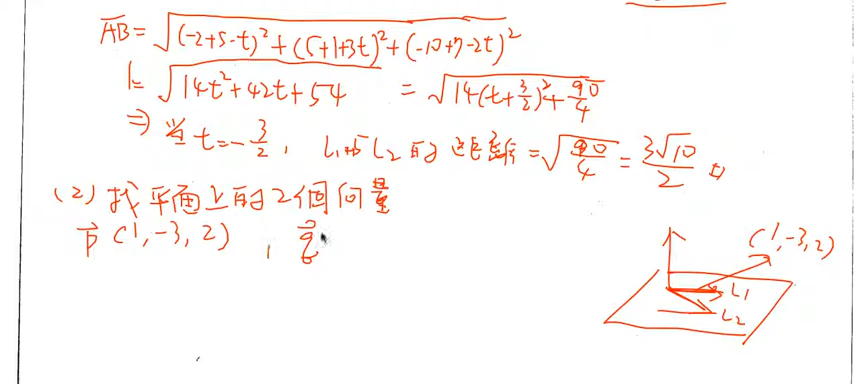 AB = √((-2+5-t)²+(5+1+3t)²+(-10+7-2t)²)
= √(14t²+42t+54) = √(14(t+3/2)²+90/4)
⇒ 當 t=-3/2, L₁與L₂的 距離=√(90/4)=3√10/2
(2) 找平面上的2個向量
p⃗ (1,-3,2) , q⃗
(1,-3,2)
L₁
L₂